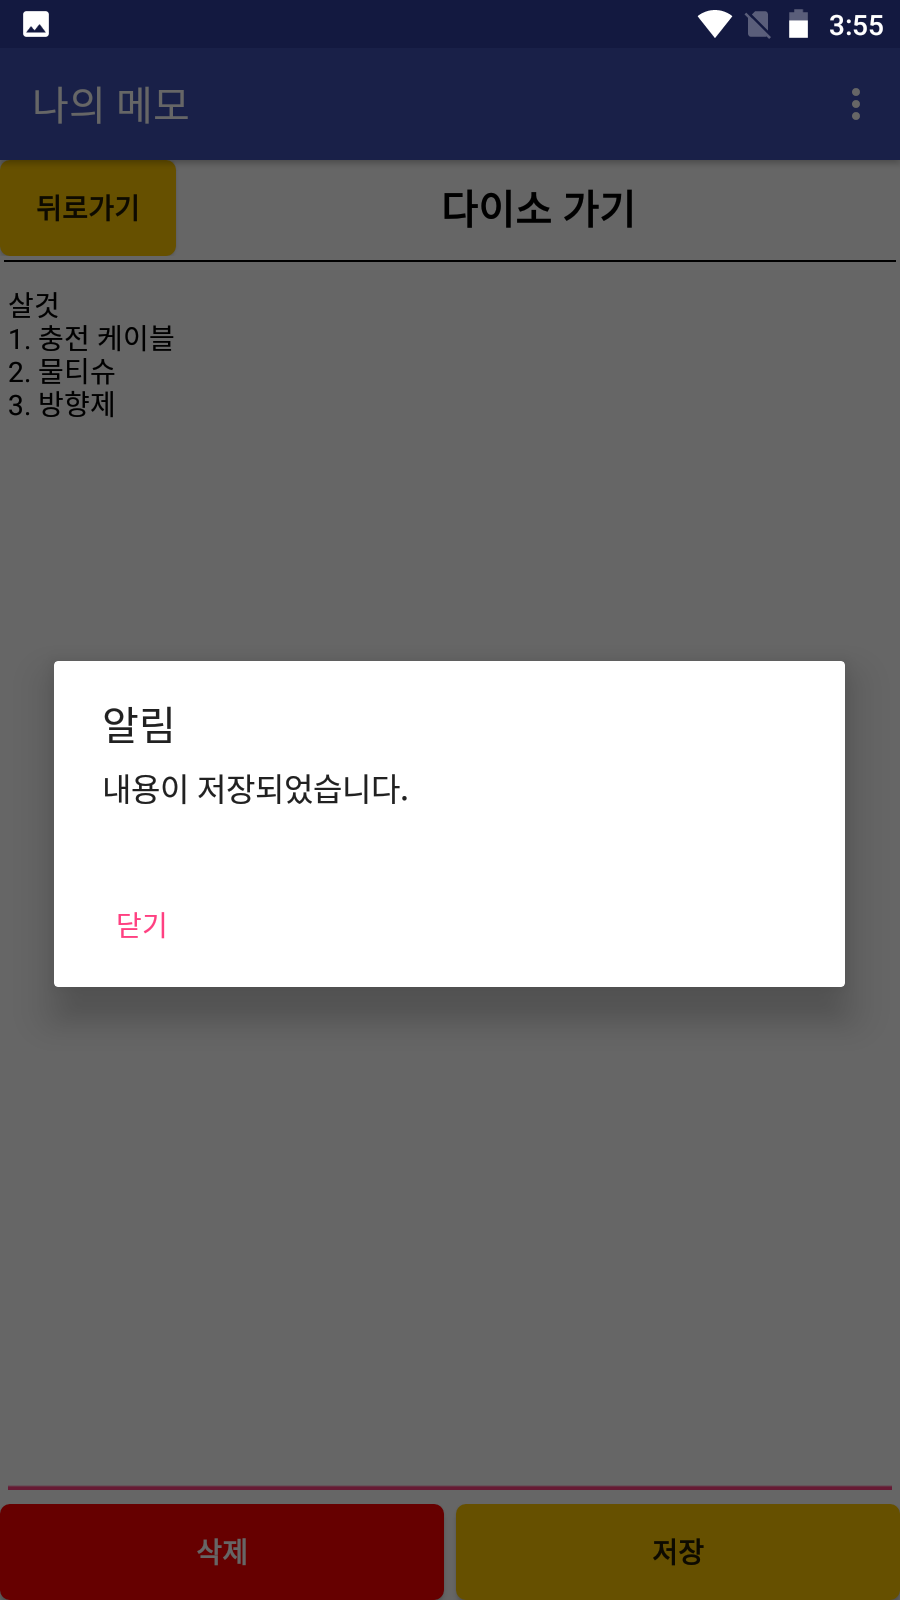 3:55
나의 메모
뒤로가기
다이소 가기
살것
1. 충전 케이블
2. 물티슈
3. 방향제
알림
내용이 저장되었습니다.
닫기
삭제
저장